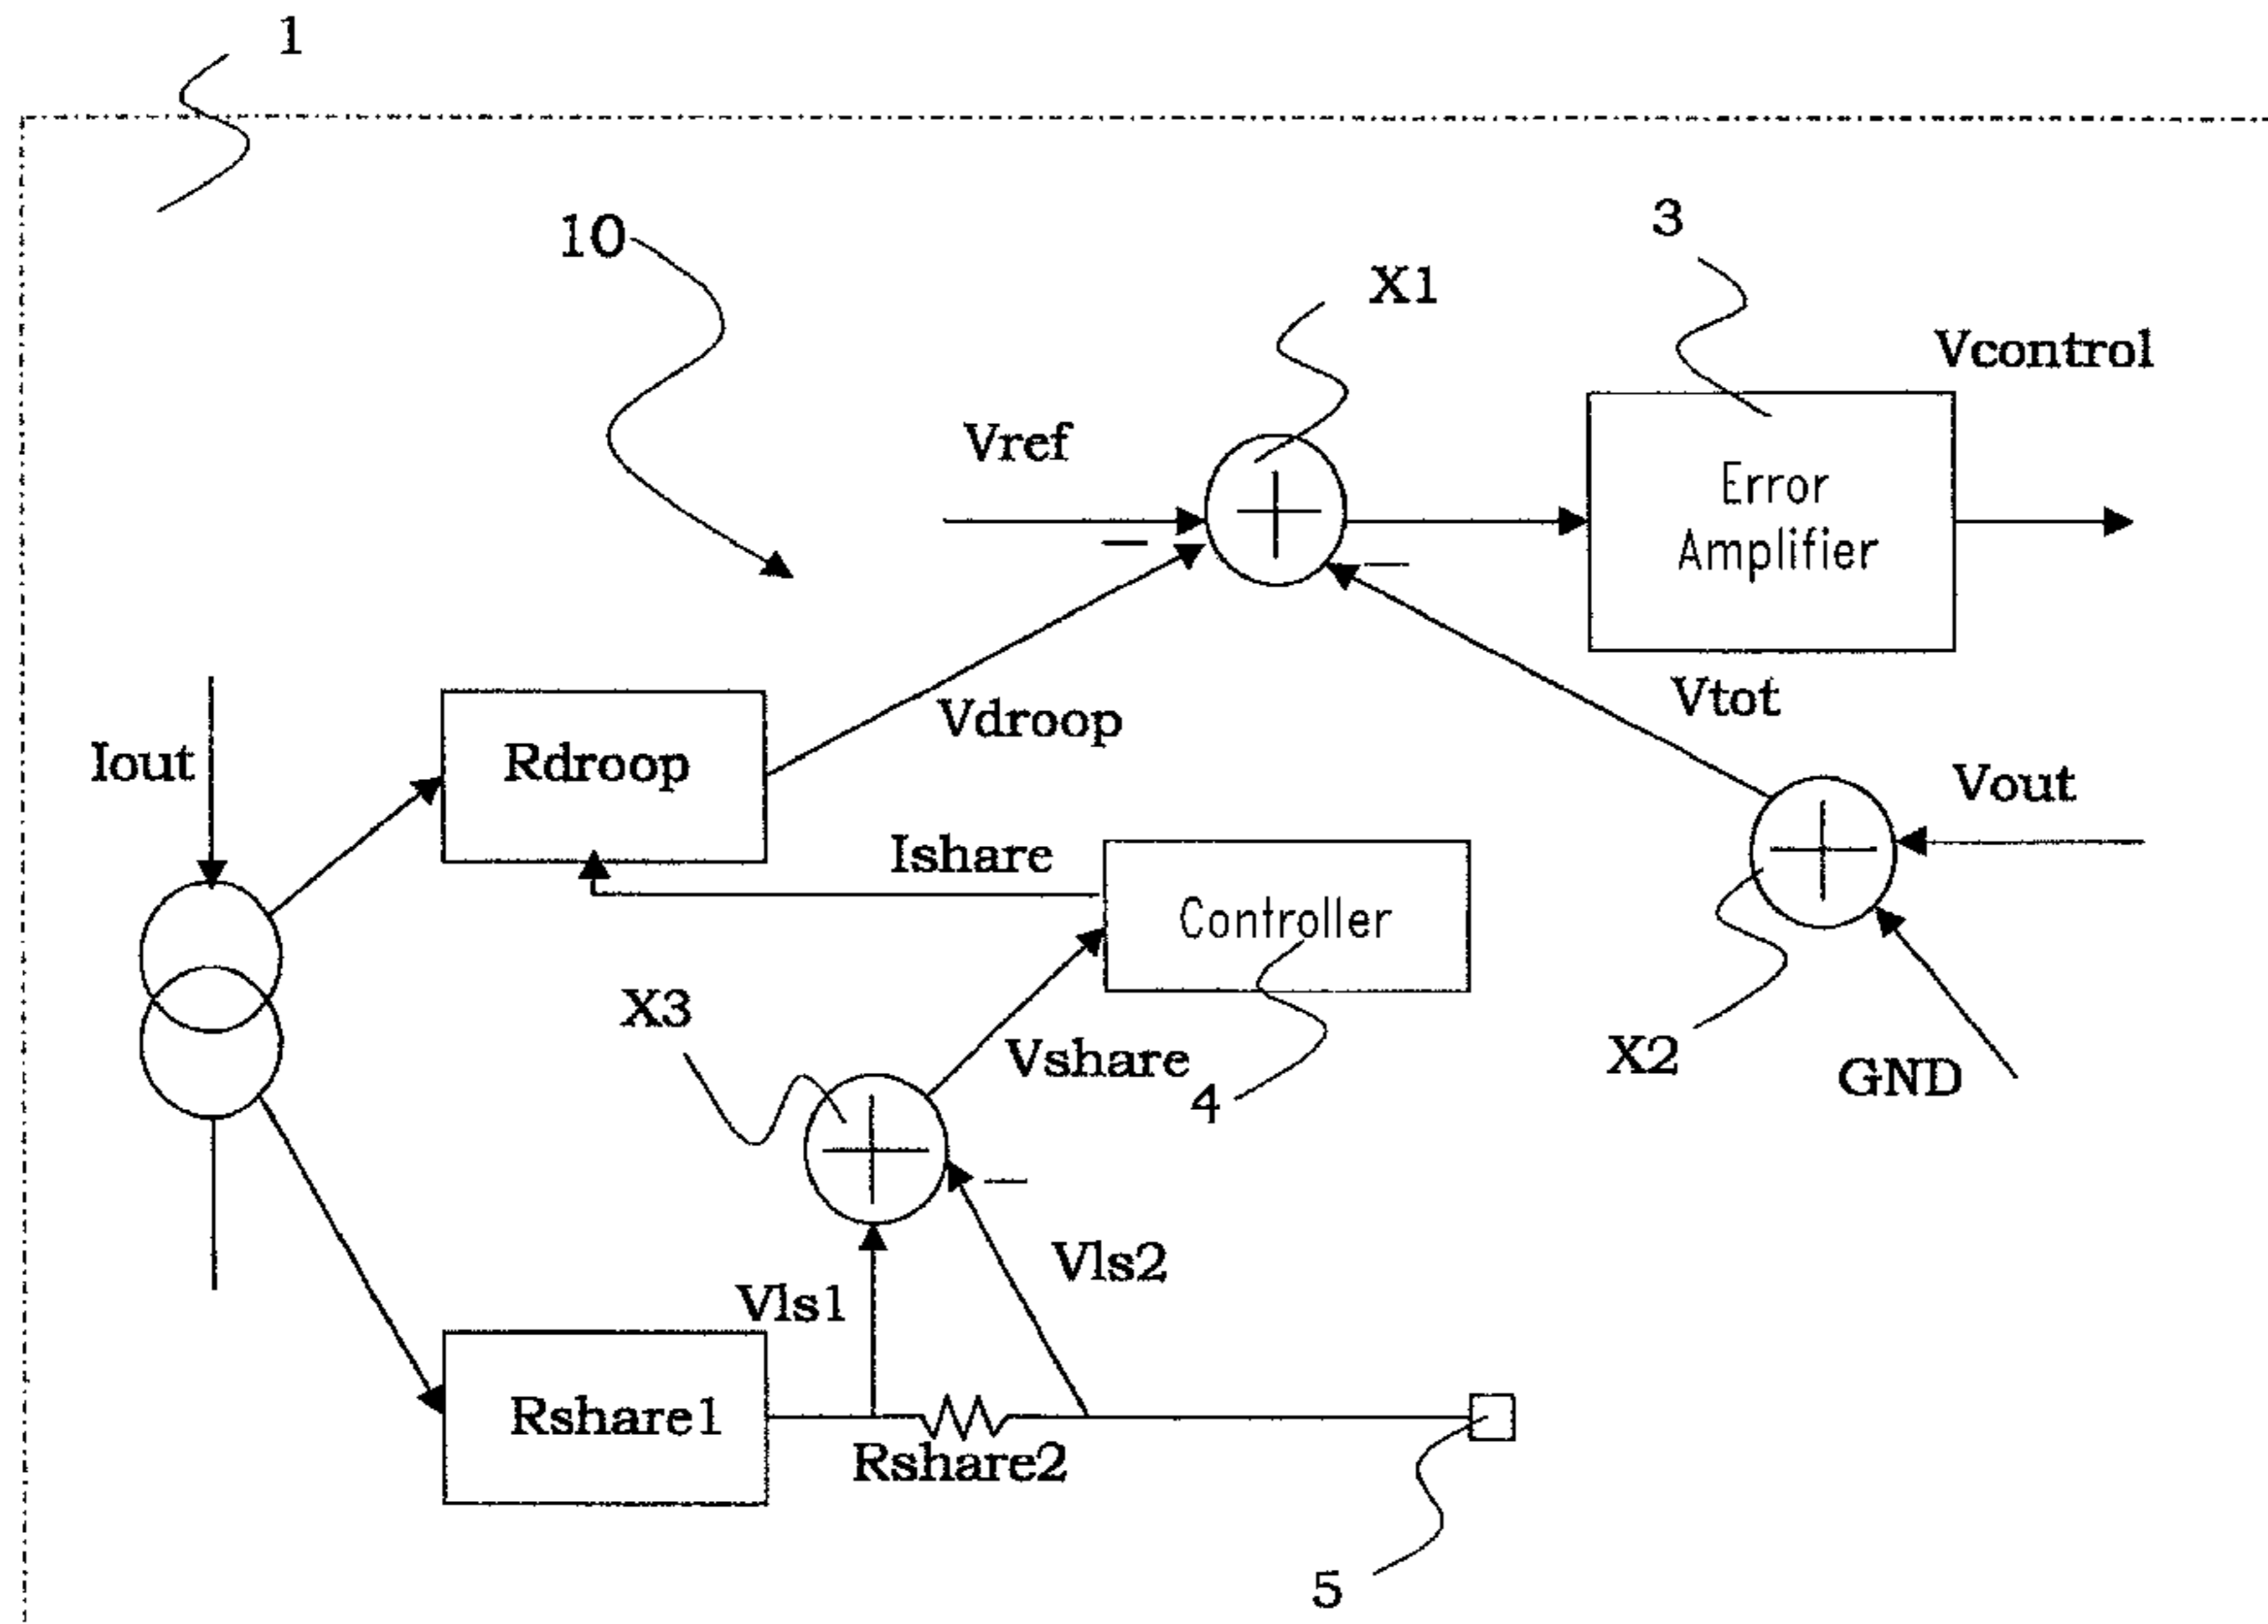 1
10
3
X1
Vcontrol
Vref
Error
Amplifier
Vtot
Vdroop
Iout
Rdroop
Vout
Ishare
Controller
X3
Vshare
X2
4
GND
Vls2
Vls1
Rshare1
Rshare2
5